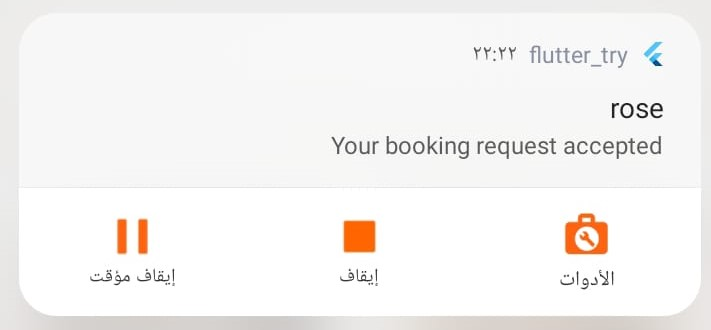 flutter_try ٢٢:٢٢
rose
Your booking request accepted
الأدوات إيقاف إيقاف مؤقت